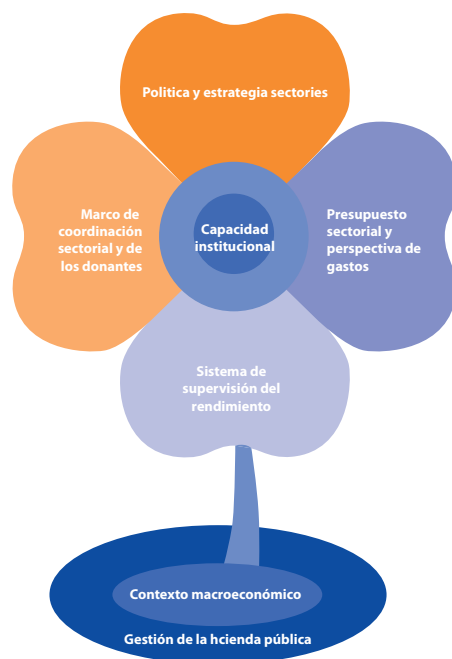 Politica y estrategia sectories
Marco de
coordinación
sectorial y de
los donantes
Capacidad
institucional
Presupuesto
sectorial y
perspectiva de
gastos
Sistema de
supervisión del
rendimiento
Contexto macroeconómico
Gestión de la hcienda pública